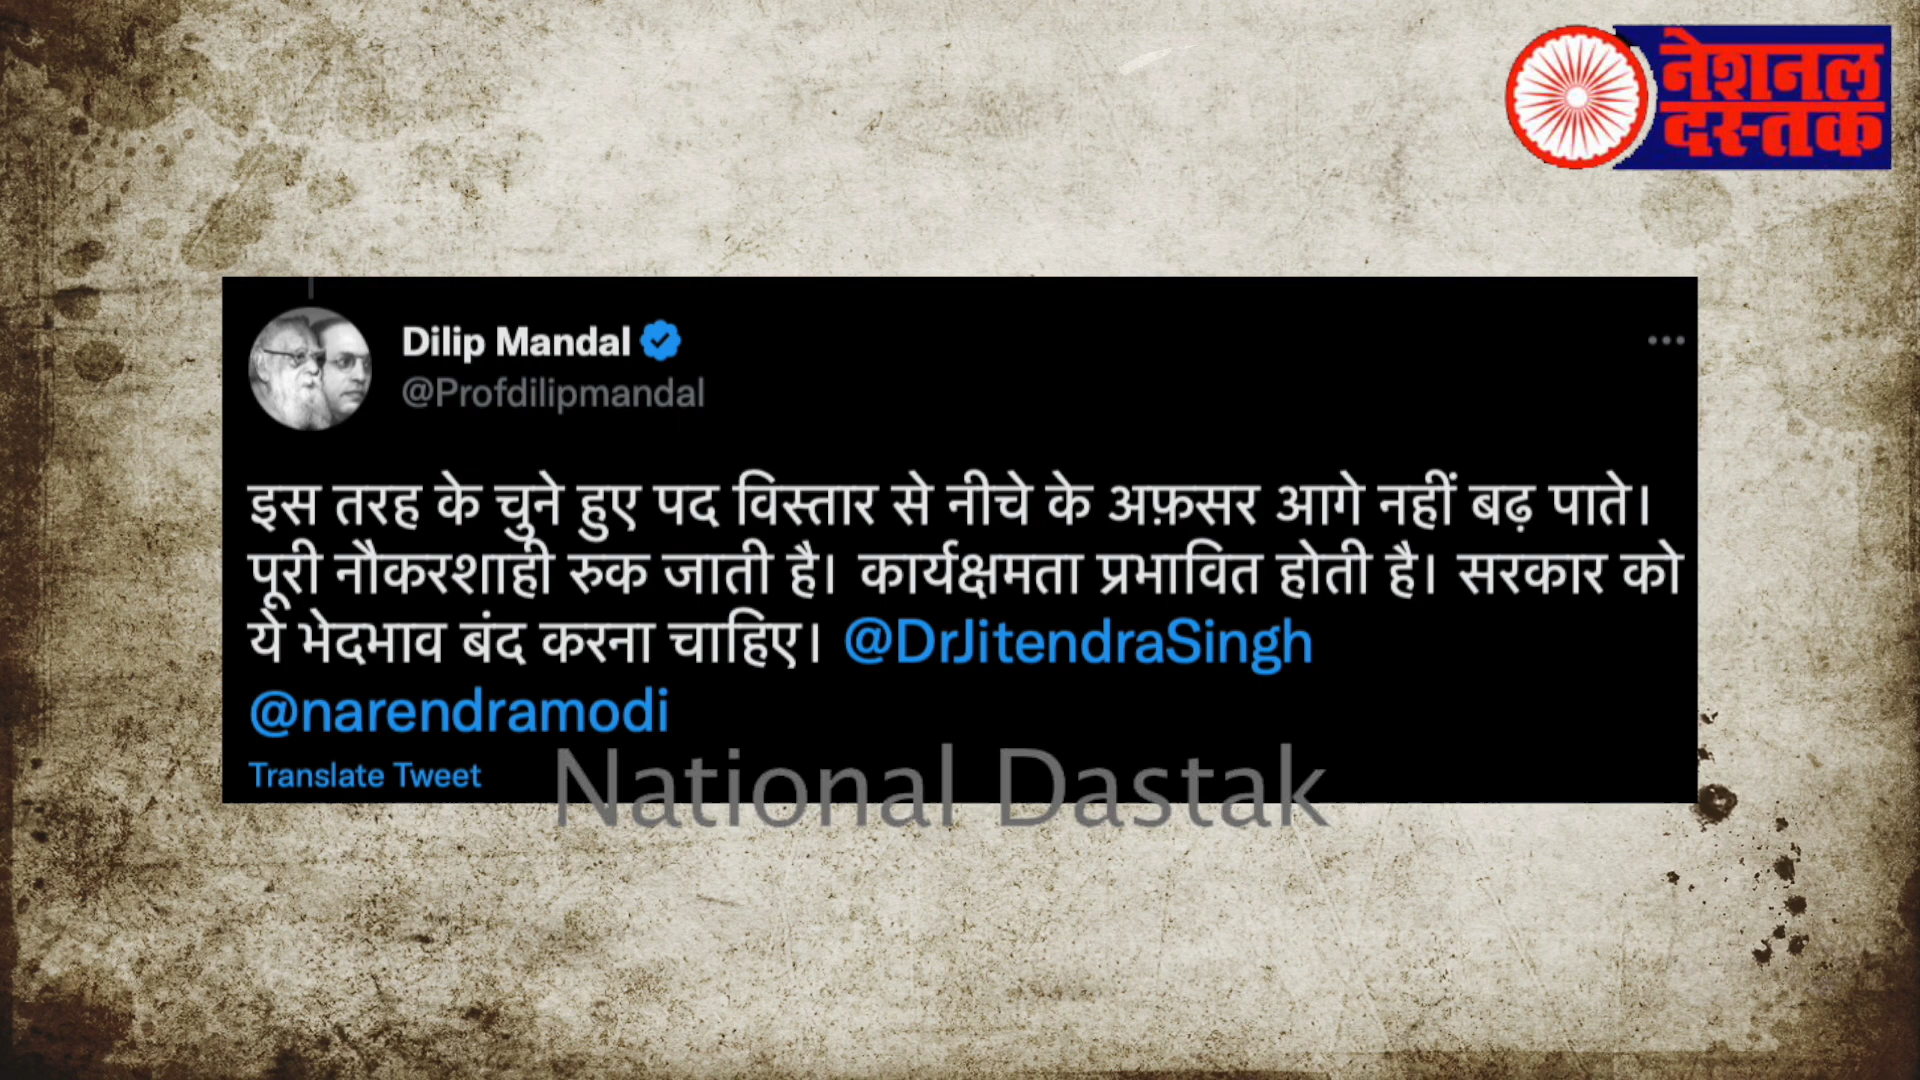 नेशनल
दस्तक
Dilip Mandal
@Profdilipmandal
इस तरह के चुने हुए पद विस्तार से नीचे के अफ़सर आगे नहीं बढ़ पाते।
पूरी नौकरशाही रुक जाती है। कार्यक्षमता प्रभावित होती है। सरकार को
ये भेदभाव बंद करना चाहिए। @DrJitendraSingh
@narendramodi
Translate Tweet
National Dastak